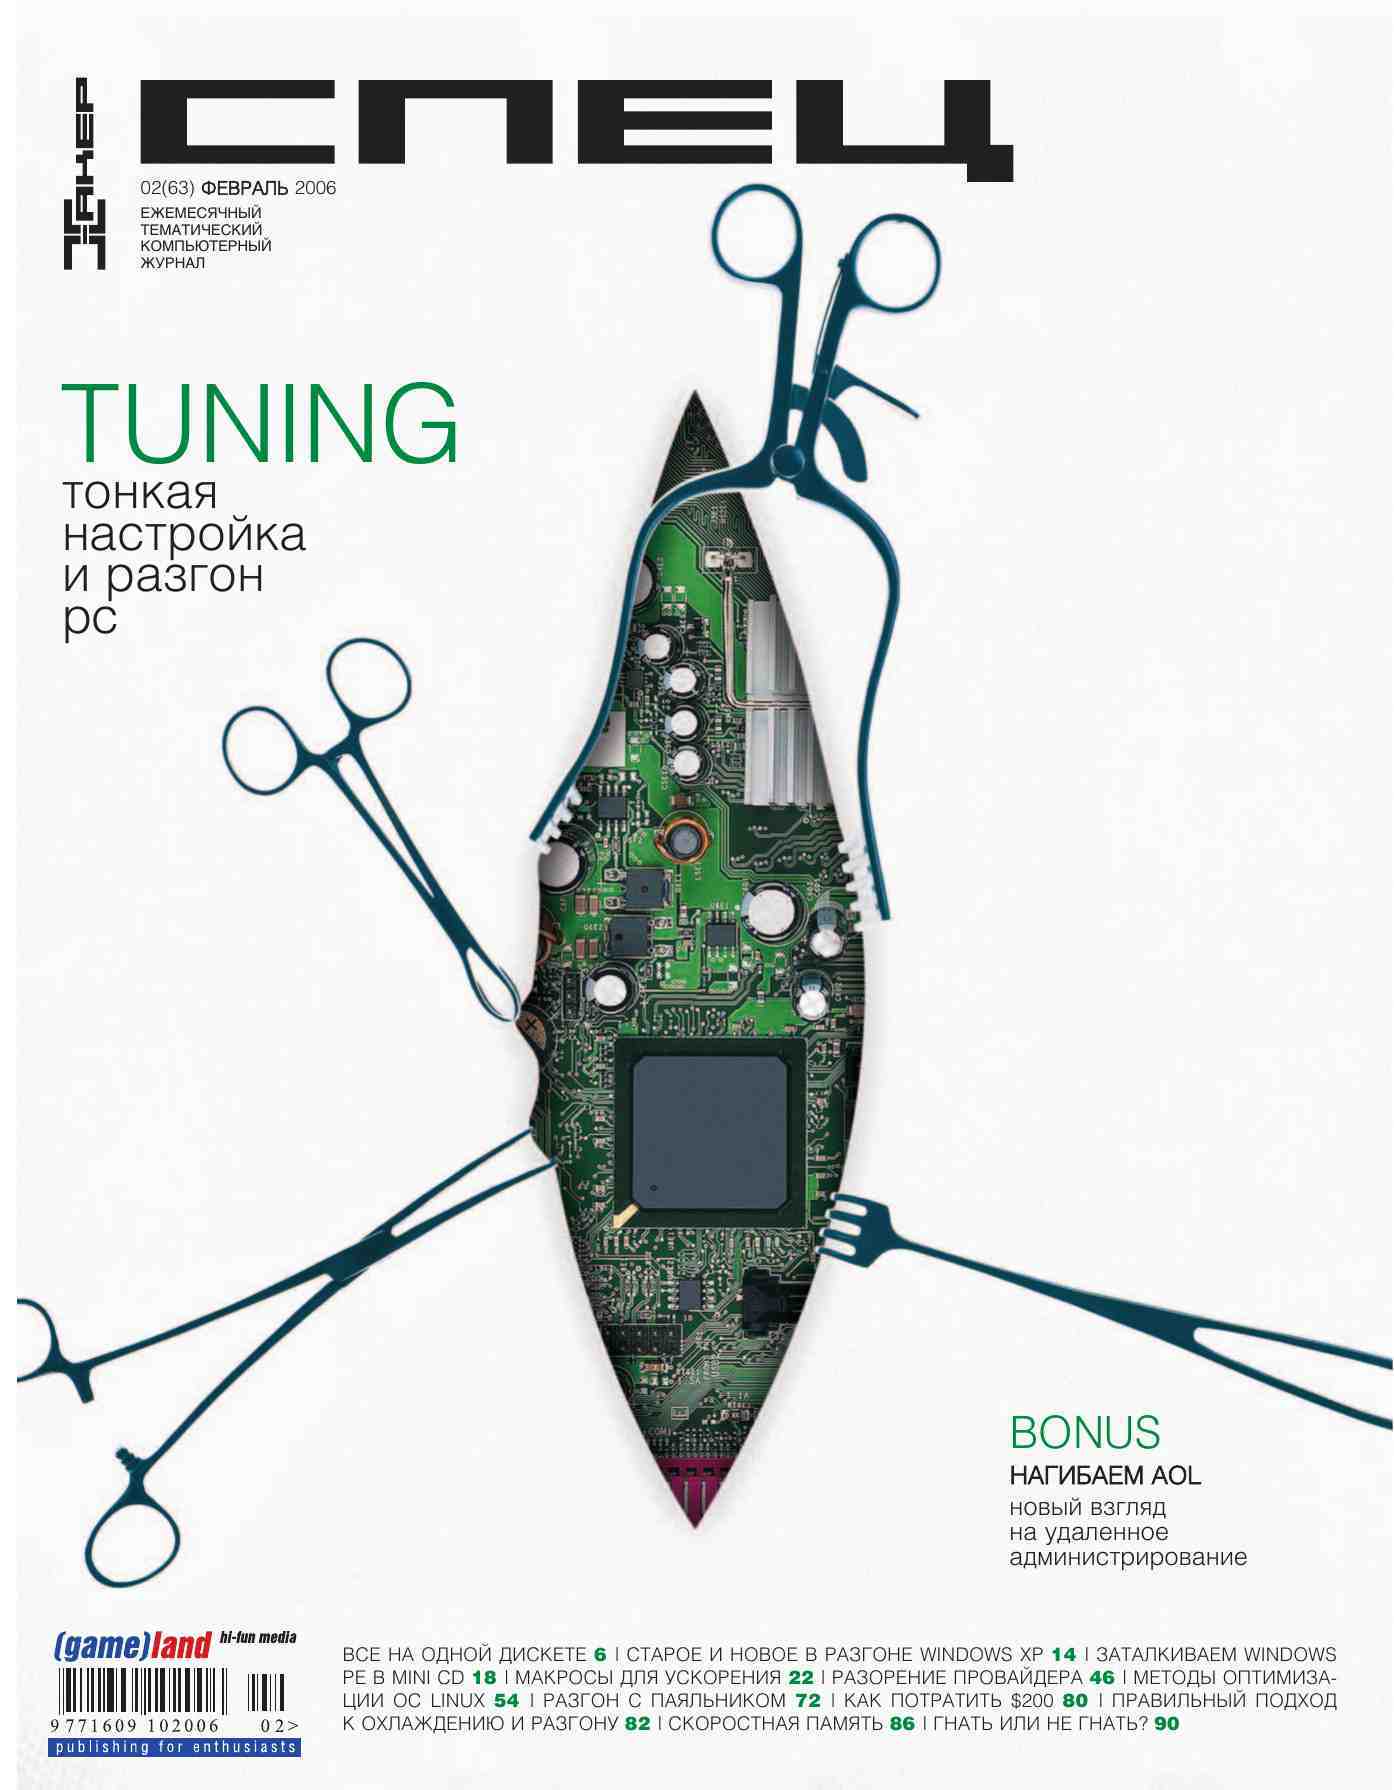 ХАКЕР
СПЕЦ
02(63) ФЕВРАЛЬ 2006
ЕЖЕМЕСЯЧНЫЙ
ТЕМАТИЧЕСКИЙ
КОМПЬЮТЕРНЫЙ
ЖУРНАЛ
TUNING
тонкая
настройка
и разгон
pc
BONUS
НАГИБАЕМ AOL
новый взгляд
на удаленное
администрирование
(game)land hi-fun media
9 771609 102006 02>
publishing for enthusiasts
ВСЕ НА ОДНОЙ ДИСКЕТЕ 6 | СТАРОЕ И НОВОЕ В РАЗГОНЕ WINDOWS XP 14 | ЗАТАЛКИВАЕМ WINDOWS
PE В MINI CD 18 | МАКРОСЫ ДЛЯ УСКОРЕНИЯ 22 | РАЗОРЕНИЕ ПРОВАЙДЕРА 46 | МЕТОДЫ ОПТИМИЗА-
ЦИИ ОС LINUX 54 | РАЗГОН С ПАЯЛЬНИКОМ 72 | КАК ПОТРАТИТЬ $200 80 | ПРАВИЛЬНЫЙ ПОДХОД
К ОХЛАЖДЕНИЮ И РАЗГОНУ 82 | СКОРОСТНАЯ ПАМЯТЬ 86 | ГНАТЬ ИЛИ НЕ ГНАТЬ? 90